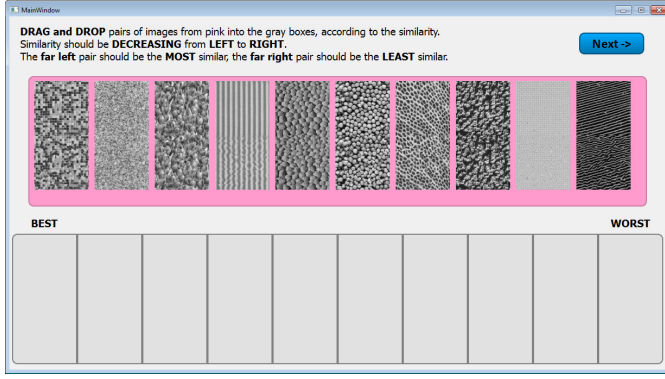 MainWindow
DRAG and DROP pairs of images from pink into the gray boxes, according to the similarity.
Similarity should be DECREASING from LEFT to RIGHT.
The far left pair should be the MOST similar, the far right pair should be the LEAST similar.
Next ->
BEST
WORST